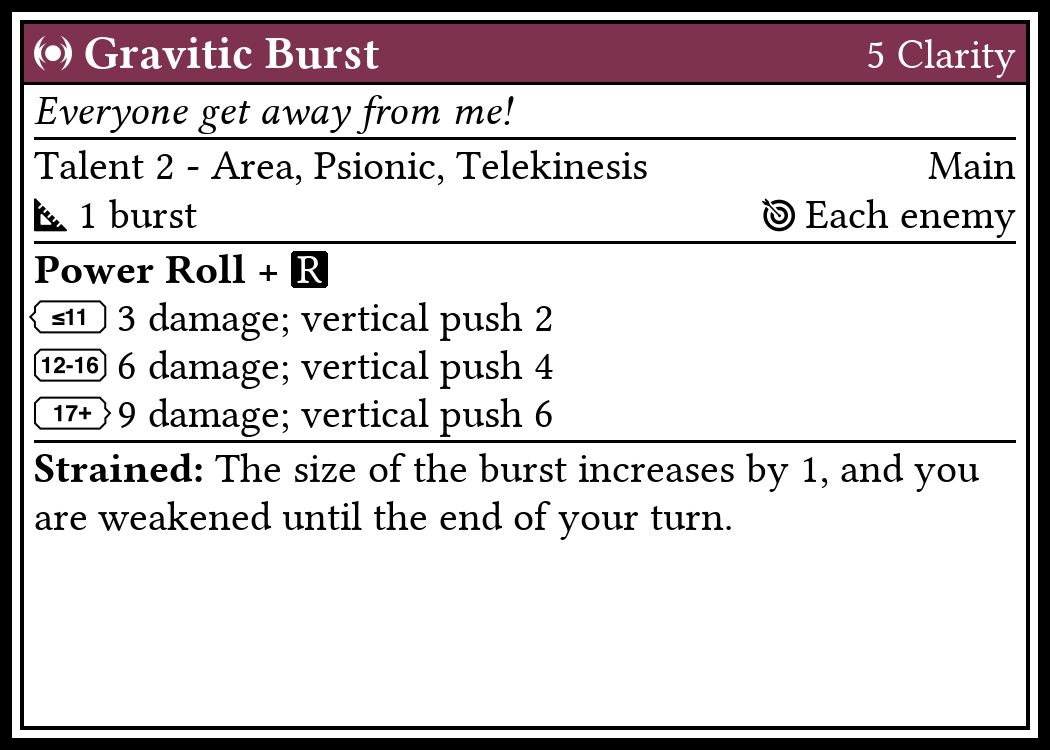 Gravitic Burst 5 Clarity
Everyone get away from me!
Talent 2 - Area, Psionic, Telekinesis Main
1 burst Each enemy
Power Roll + R
≤11 3 damage; vertical push 2
12-16 6 damage; vertical push 4
17+ 9 damage; vertical push 6
Strained: The size of the burst increases by 1, and you
are weakened until the end of your turn.